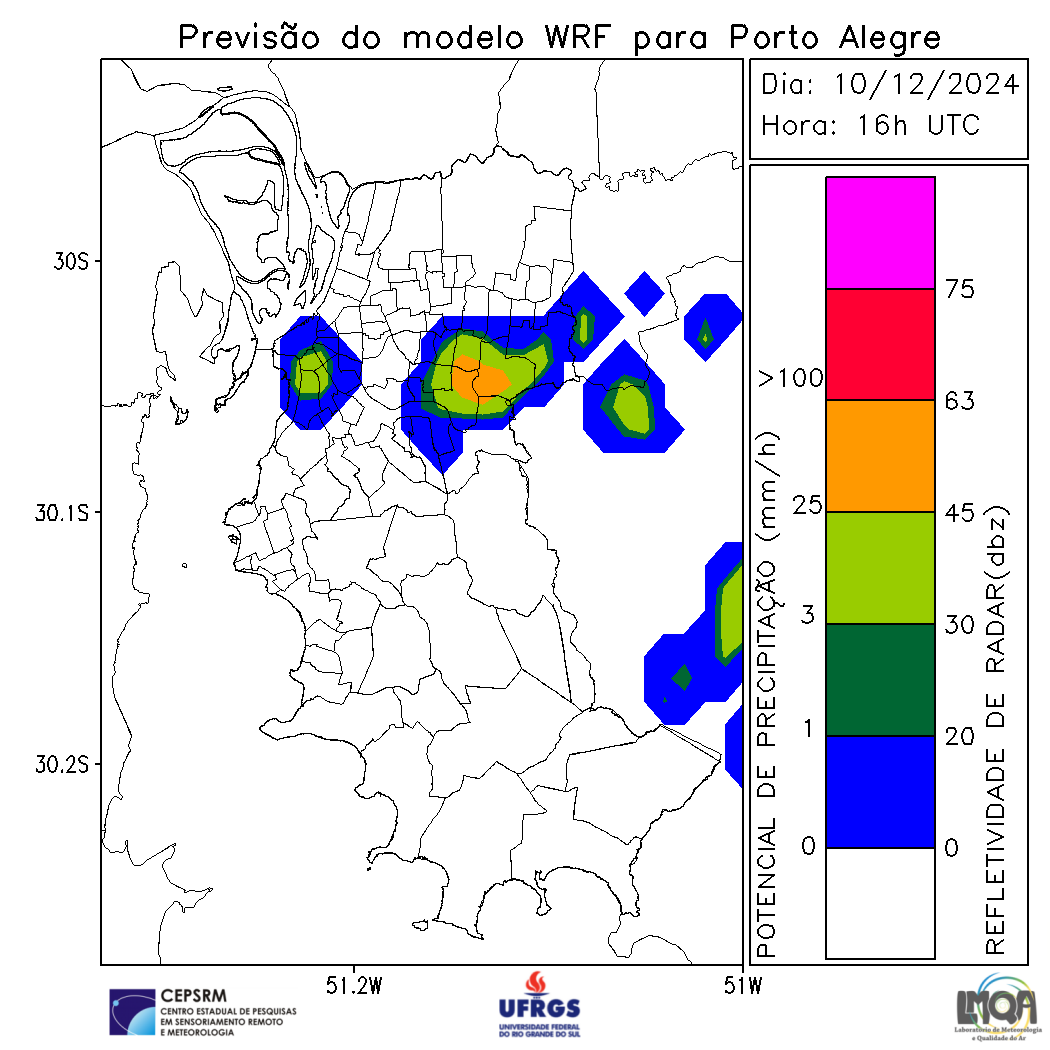 Previsão do modelo WRF para Porto Alegre
Dia: 10/12/2024
Hora: 16h UTC
30S
30.1S
30.2S
51.2W
51W
POTENCIAL DE PRECIPITAÇÃO (mm/h)
>100
25
3
1
0
75
63
45
30
20
0
REFLETIVIDADE DE RADAR(dbz)
CEPSRM
CENTRO ESTADUAL DE PESQUISAS
EM SENSORIAMENTO REMOTO
E METEOROLOGIA
UFRGS
UNIVERSIDADE FEDERAL
DO RIO GRANDE DO SUL
LMQA
Laboratório de Meteorologia
e Qualidade do Ar